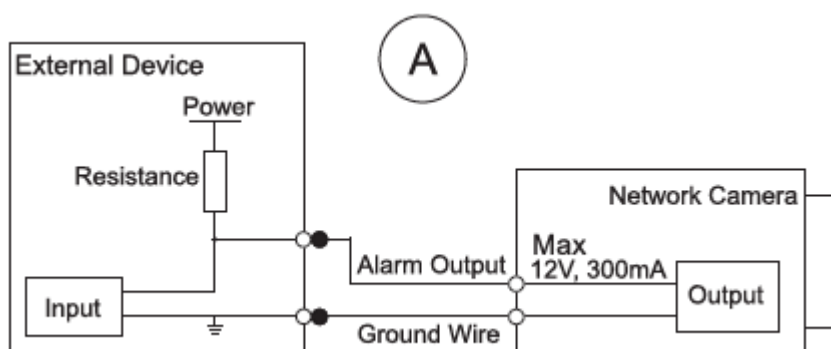 A
External Device
Power
Resistance
Network Camera
Max
12V, 300mA
Alarm Output
Input
Output
Ground Wire